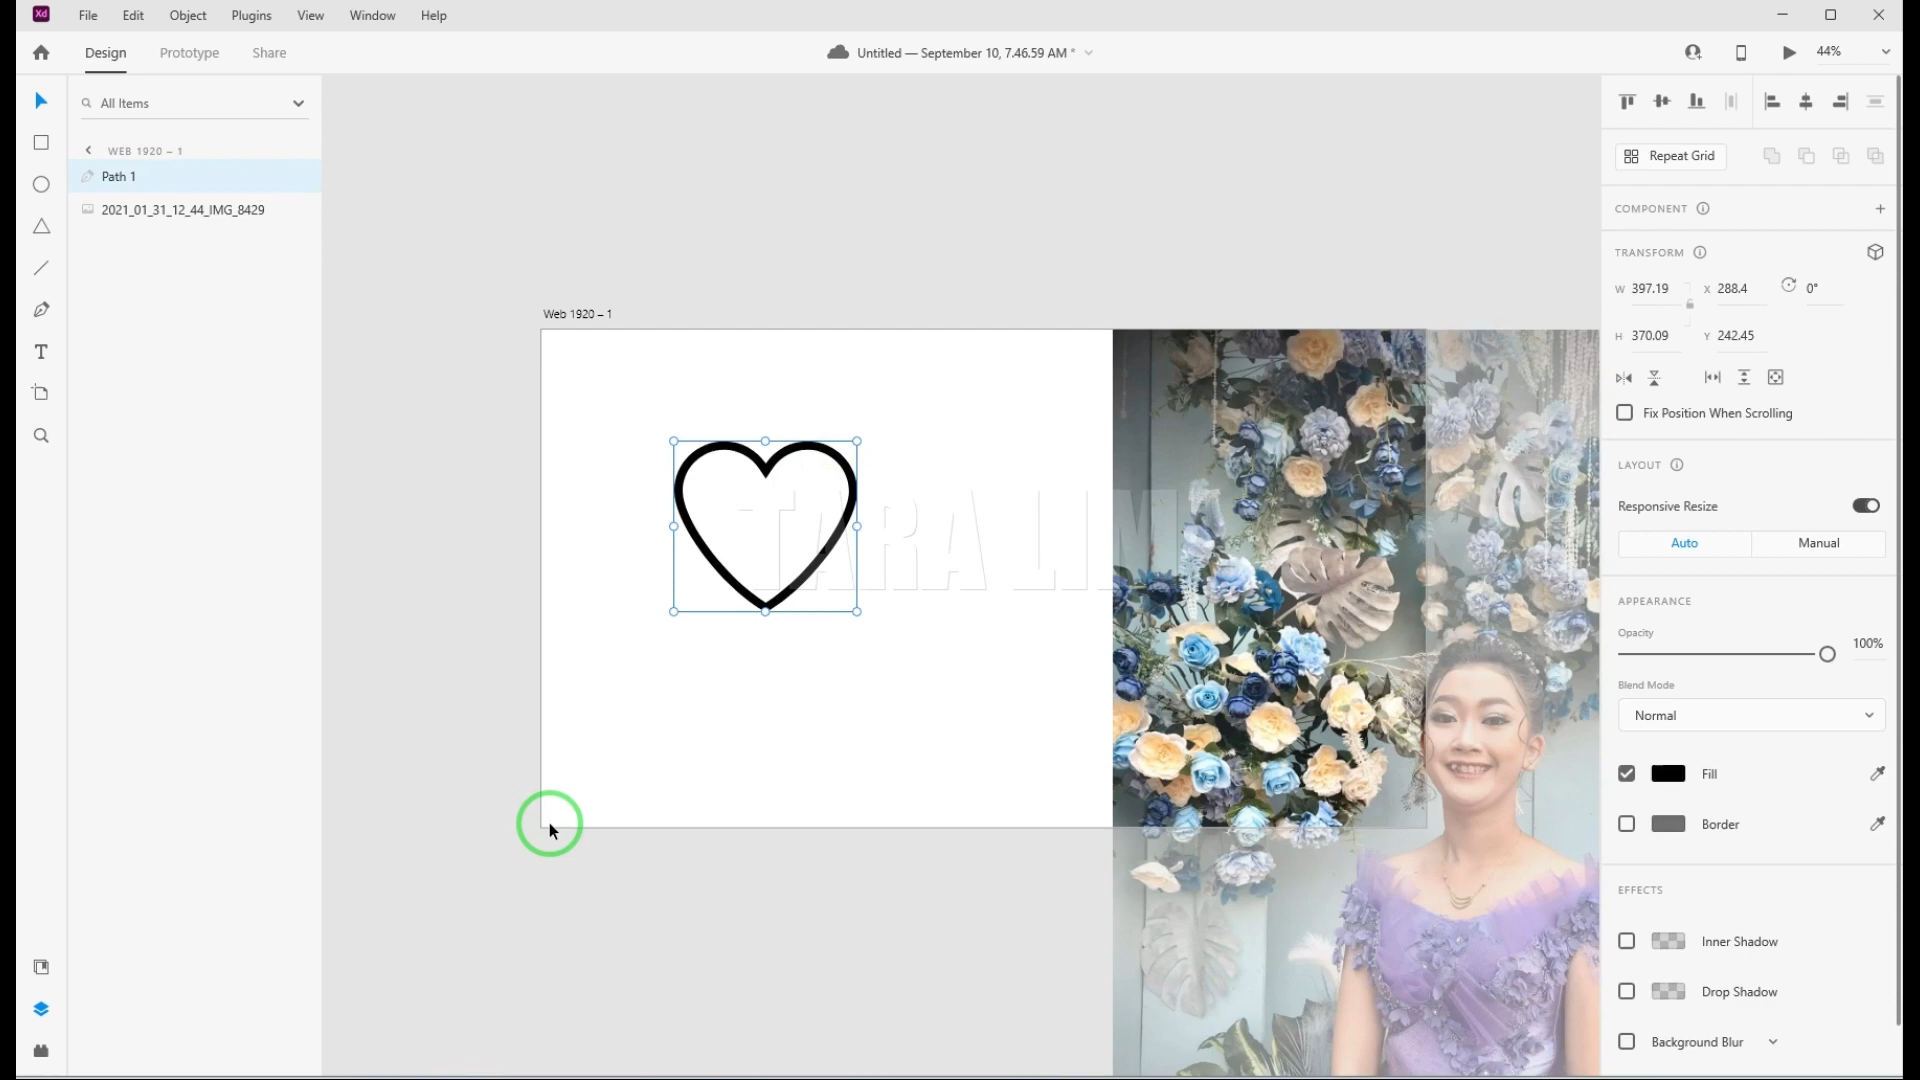 Xd File Edit Object Plugins View Window Help
Design Prototype Share Untitled — September 10, 7.46.59 AM * 44%
All Items
WEB 1920 – 1
Path 1
2021_01_31_12_44_IMG_8429
Web 1920 – 1
TARA
Repeat Grid
COMPONENT
TRANSFORM
W 397.19 X 288.4 0°
H 370.09 Y 242.45
Fix Position When Scrolling
LAYOUT
Responsive Resize
Auto Manual
APPEARANCE
Opacity
100%
Blend Mode
Normal
Fill
Border
EFFECTS
Inner Shadow
Drop Shadow
Background Blur